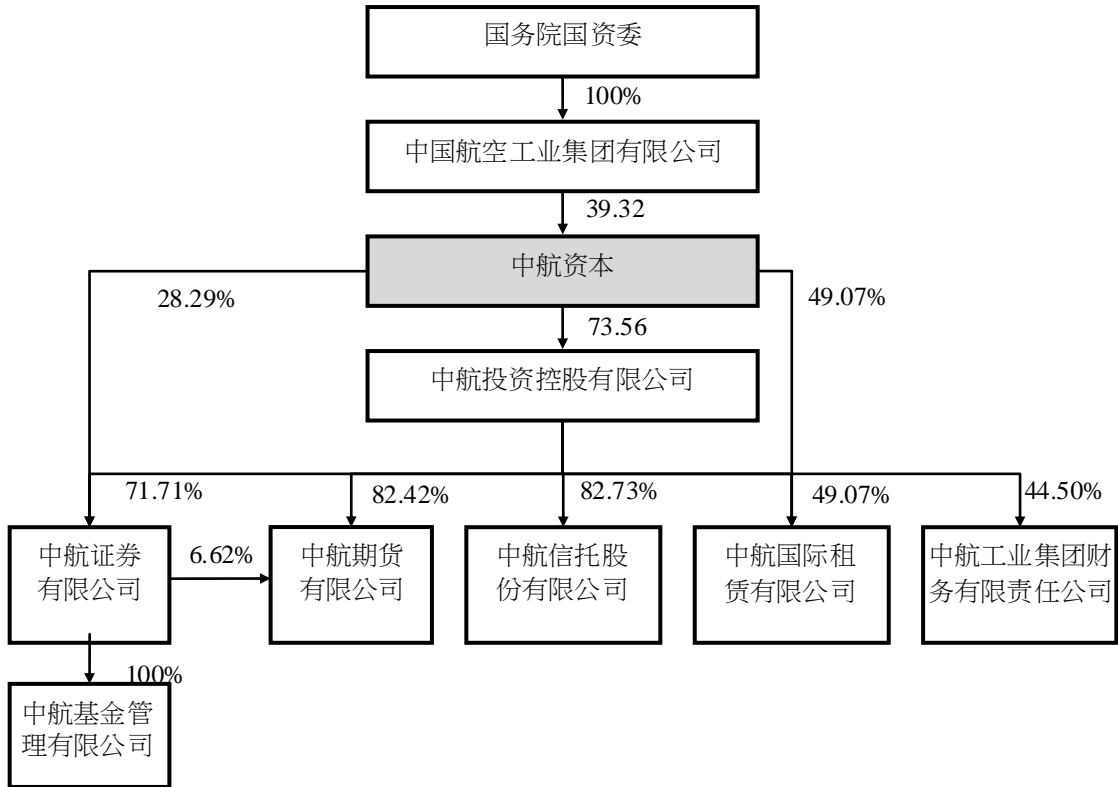 国务院国资委
100%
中国航空工业集团有限公司
39.32
中航资本
28.29%
49.07%
73.56
中航投资控股有限公司
71.71%
82.42%
82.73%
49.07%
44.50%
中航证券
有限公司
6.62%
中航期货
有限公司
中航信托股
份有限公司
中航国际租
赁有限公司
中航工业集团财
务有限责任公司
100%
中航基金管
理有限公司